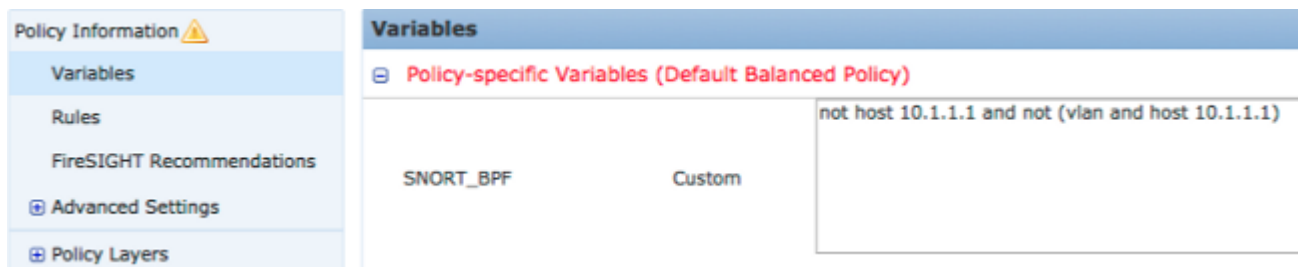 Policy Information
Variables
Rules
FireSIGHT Recommendations
Advanced Settings
Policy Layers
Variables
Policy-specific Variables (Default Balanced Policy)
SNORT_BPF
Custom
not host 10.1.1.1 and not (vlan and host 10.1.1.1)